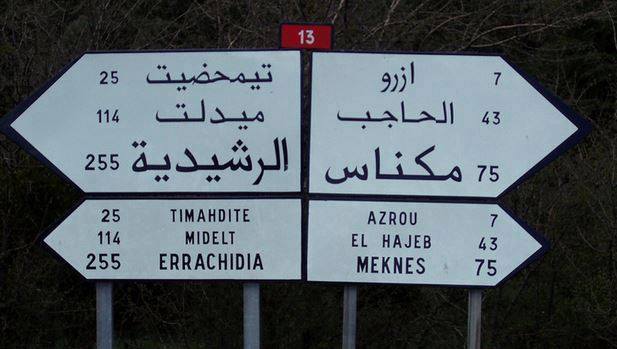 13
25 تيمحضيت
114 ميدلت
255 الرشيدية
ازرو 7
الحاجب 43
مكناس 75
25 TIMAHDITE
114 MIDELT
255 ERRACHIDIA
AZROU 7
EL HAJEB 43
MEKNES 75